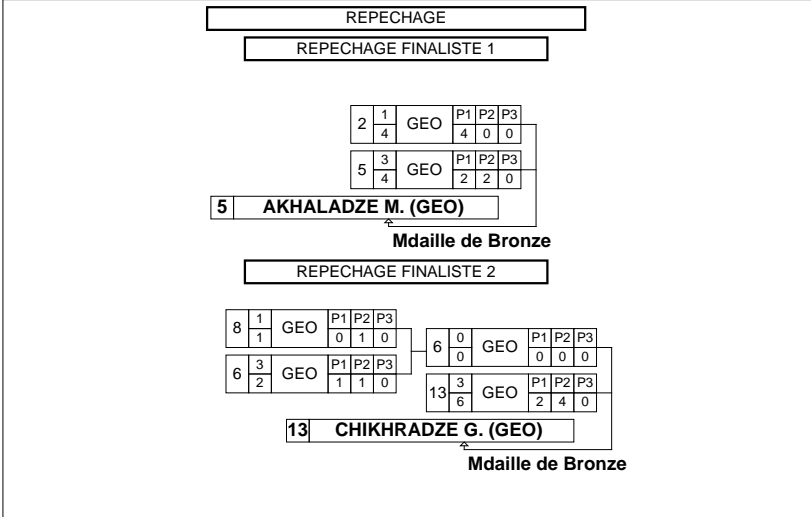 REPECHAGE
REPECHAGE FINALISTE 1
2 1 4 GEO P1 P2 P3 4 0 0
5 3 4 GEO P1 P2 P3 2 2 0
5 AKHALADZE M. (GEO)
Mdaille de Bronze
REPECHAGE FINALISTE 2
8 1 1 GEO P1 P2 P3 0 1 0
6 3 2 GEO P1 P2 P3 1 1 0
6 0 0 GEO P1 P2 P3 0 0 0
13 3 6 GEO P1 P2 P3 2 4 0
13 CHIKHRADZE G. (GEO)
Mdaille de Bronze